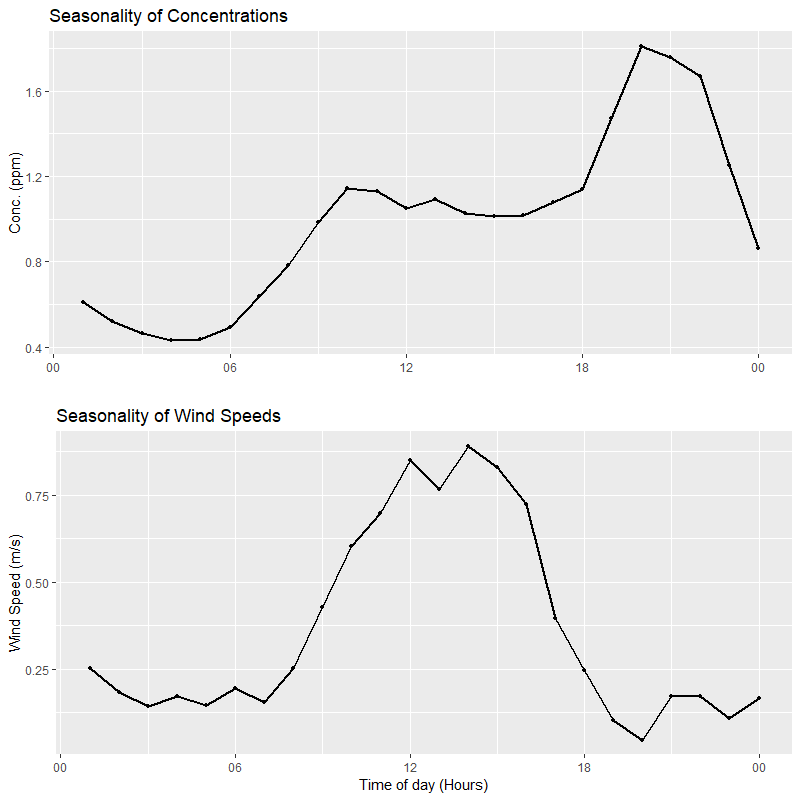 Seasonality of Concentrations
Conc. (ppm)
1.6
1.2
0.8
0.4
00 06 12 18 00
Seasonality of Wind Speeds
Wind Speed (m/s)
0.75
0.50
0.25
00 06 12 18 00
Time of day (Hours)